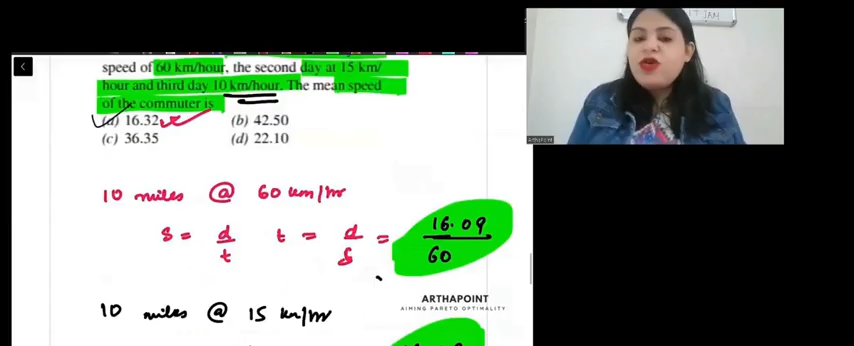 T JAM
speed of 60 km/hour, the second day at 15 km/
hour and third day 10 km/hour. The mean speed
of the commuter is
(a) 16.32 (b) 42.50
(c) 36.35 (d) 22.10
10 miles @ 60 km/hr
s = d/t t = d/s = 16.09/60
ARTHAPOINT
AIMING PARETO OPTIMALITY
10 miles @ 15 km/hr
ArthaPoint